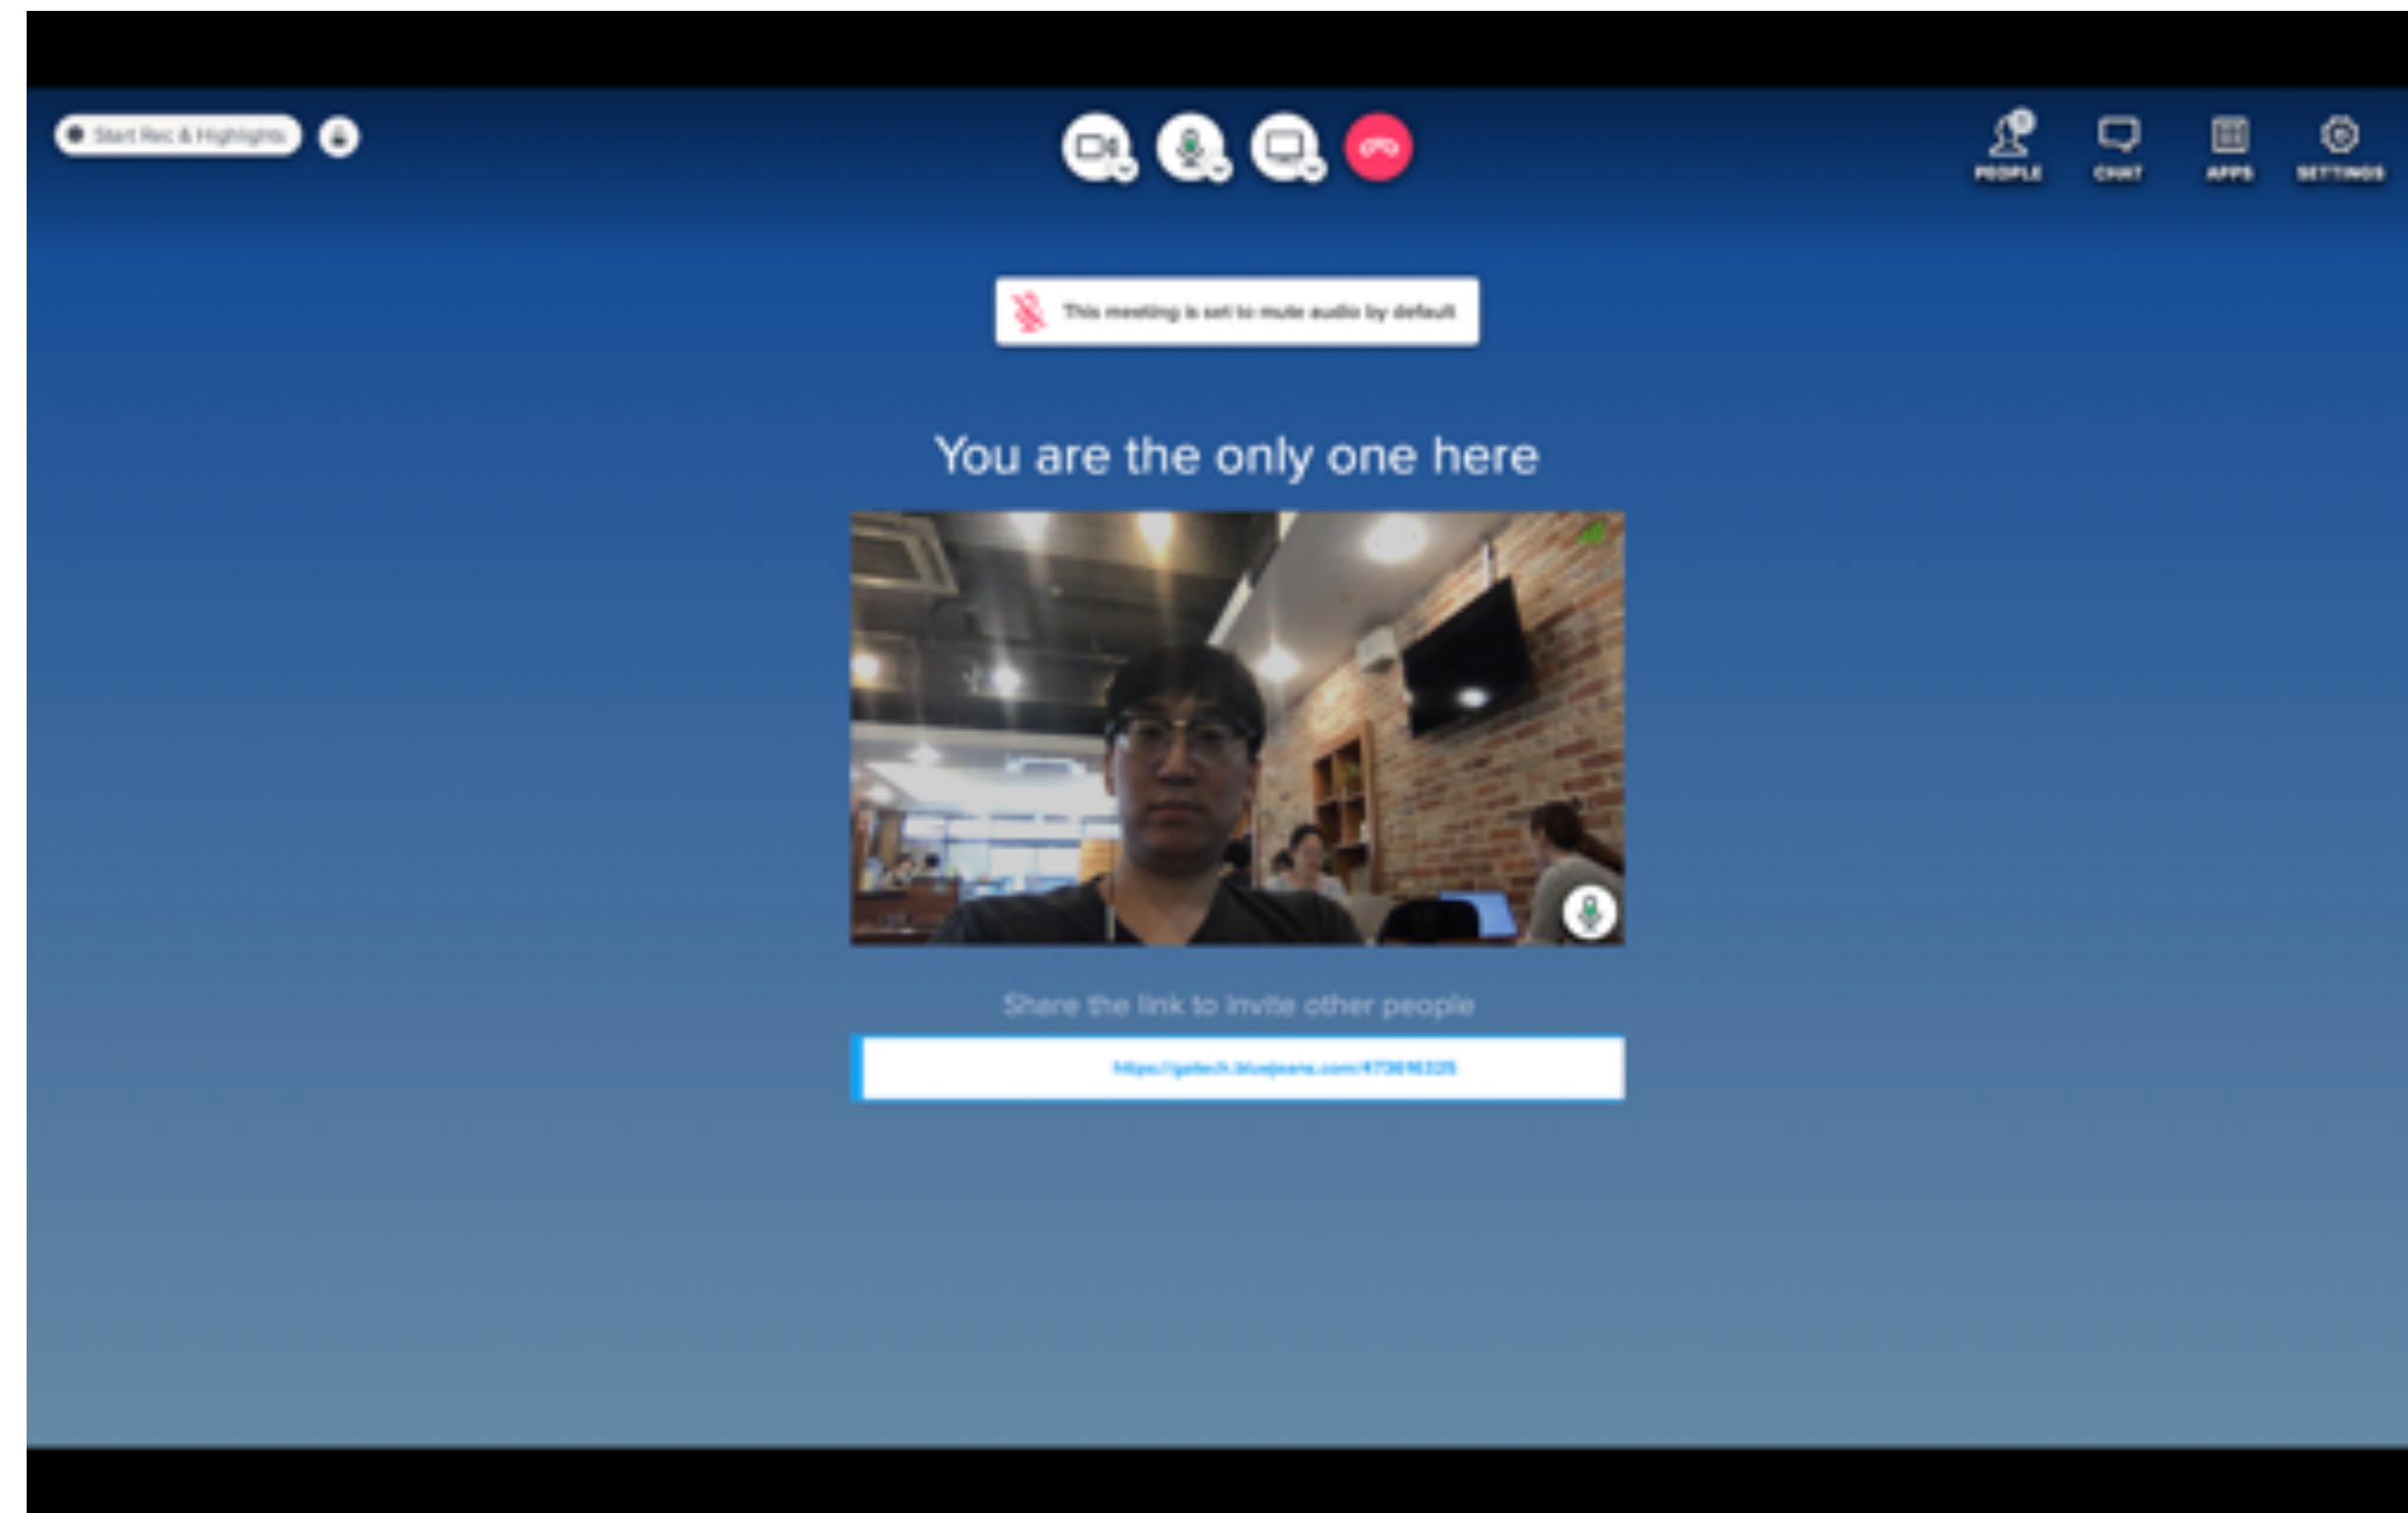 Start Rec & Highlights
PEOPLE
CHAT
APPS
SETTINGS
This meeting is set to mute audio by default
You are the only one here
Share the link to invite other people